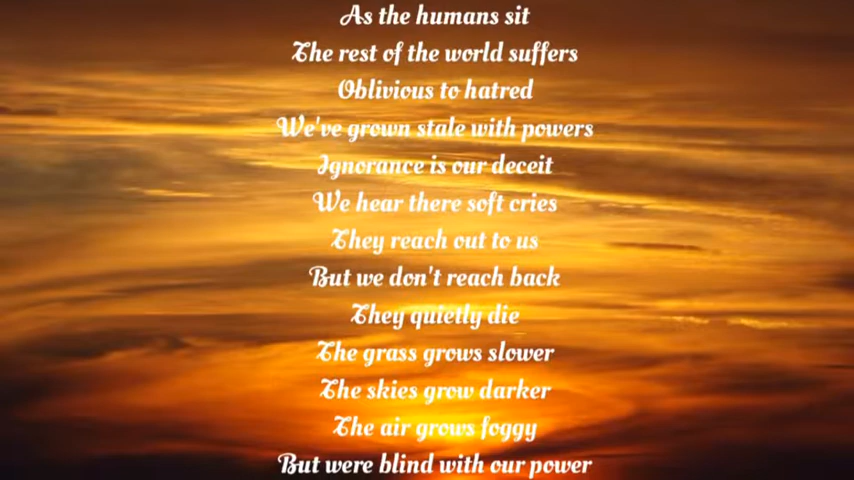 As the humans sit
The rest of the world suffers
Oblivious to hatred
We've grown stale with powers
Ignorance is our deceit
We hear there soft cries
They reach out to us
But we don't reach back
They quietly die
The grass grows slower
The skies grow darker
The air grows foggy
But were blind with our power